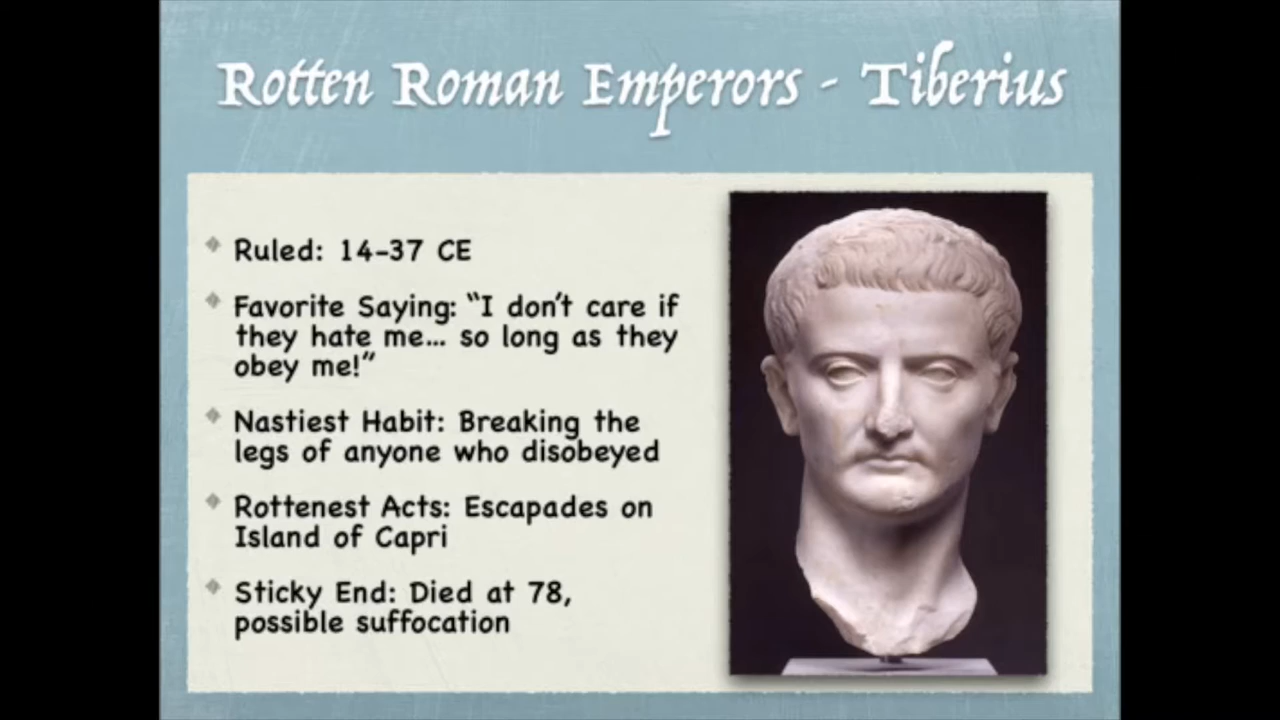 Rotten Roman Emperors - Tiberius
Ruled: 14-37 CE
Favorite Saying: “I don’t care if
they hate me... so long as they
obey me!”
Nastiest Habit: Breaking the
legs of anyone who disobeyed
Rottenest Acts: Escapades on
Island of Capri
Sticky End: Died at 78,
possible suffocation